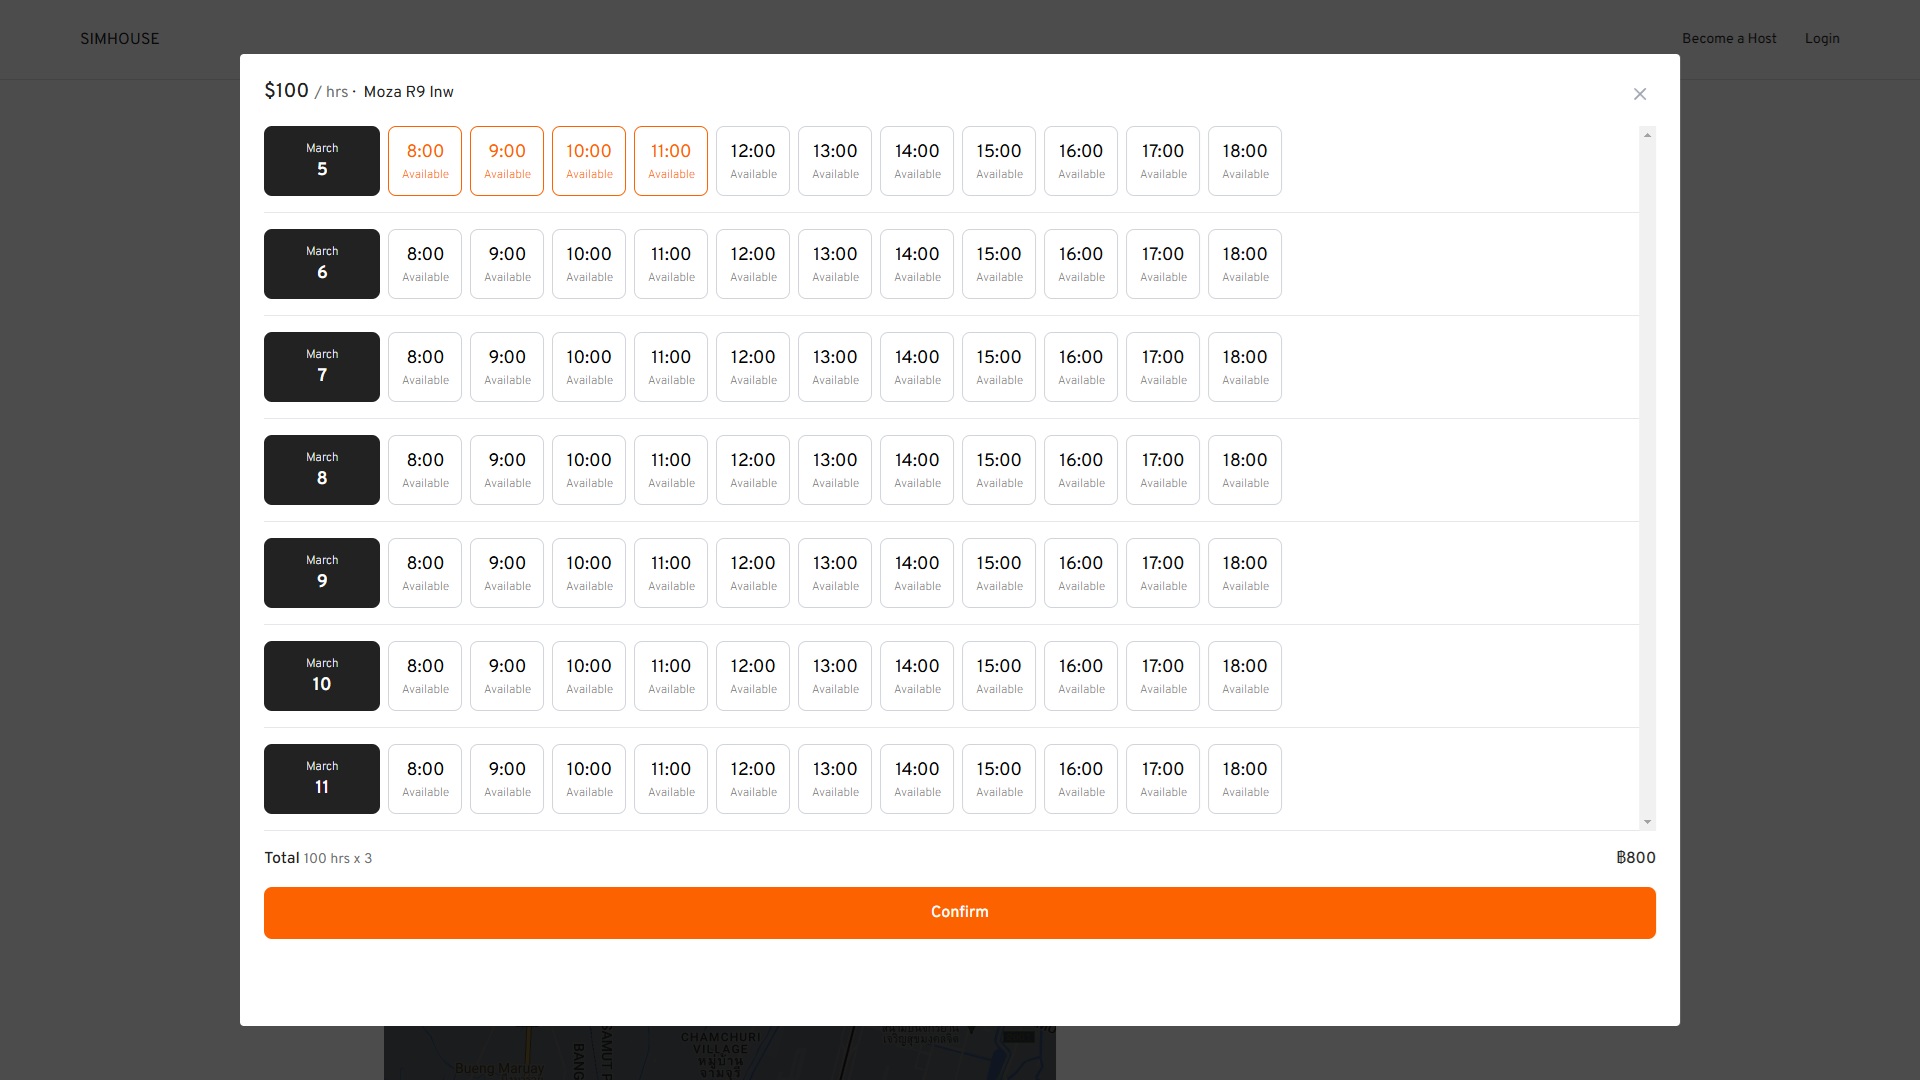 SIMHOUSE
Become a Host Login
$100 / hrs · Moza R9 lnw
March 5 8:00 Available 9:00 Available 10:00 Available 11:00 Available 12:00 Available 13:00 Available 14:00 Available 15:00 Available 16:00 Available 17:00 Available 18:00 Available
March 6 8:00 Available 9:00 Available 10:00 Available 11:00 Available 12:00 Available 13:00 Available 14:00 Available 15:00 Available 16:00 Available 17:00 Available 18:00 Available
March 7 8:00 Available 9:00 Available 10:00 Available 11:00 Available 12:00 Available 13:00 Available 14:00 Available 15:00 Available 16:00 Available 17:00 Available 18:00 Available
March 8 8:00 Available 9:00 Available 10:00 Available 11:00 Available 12:00 Available 13:00 Available 14:00 Available 15:00 Available 16:00 Available 17:00 Available 18:00 Available
March 9 8:00 Available 9:00 Available 10:00 Available 11:00 Available 12:00 Available 13:00 Available 14:00 Available 15:00 Available 16:00 Available 17:00 Available 18:00 Available
March 10 8:00 Available 9:00 Available 10:00 Available 11:00 Available 12:00 Available 13:00 Available 14:00 Available 15:00 Available 16:00 Available 17:00 Available 18:00 Available
March 11 8:00 Available 9:00 Available 10:00 Available 11:00 Available 12:00 Available 13:00 Available 14:00 Available 15:00 Available 16:00 Available 17:00 Available 18:00 Available
Total 100 hrs x 3 ฿800
Confirm
CHAMCHURI
VILLAGE
หมู่บ้าน
จามจุรี
Bueng Maruay